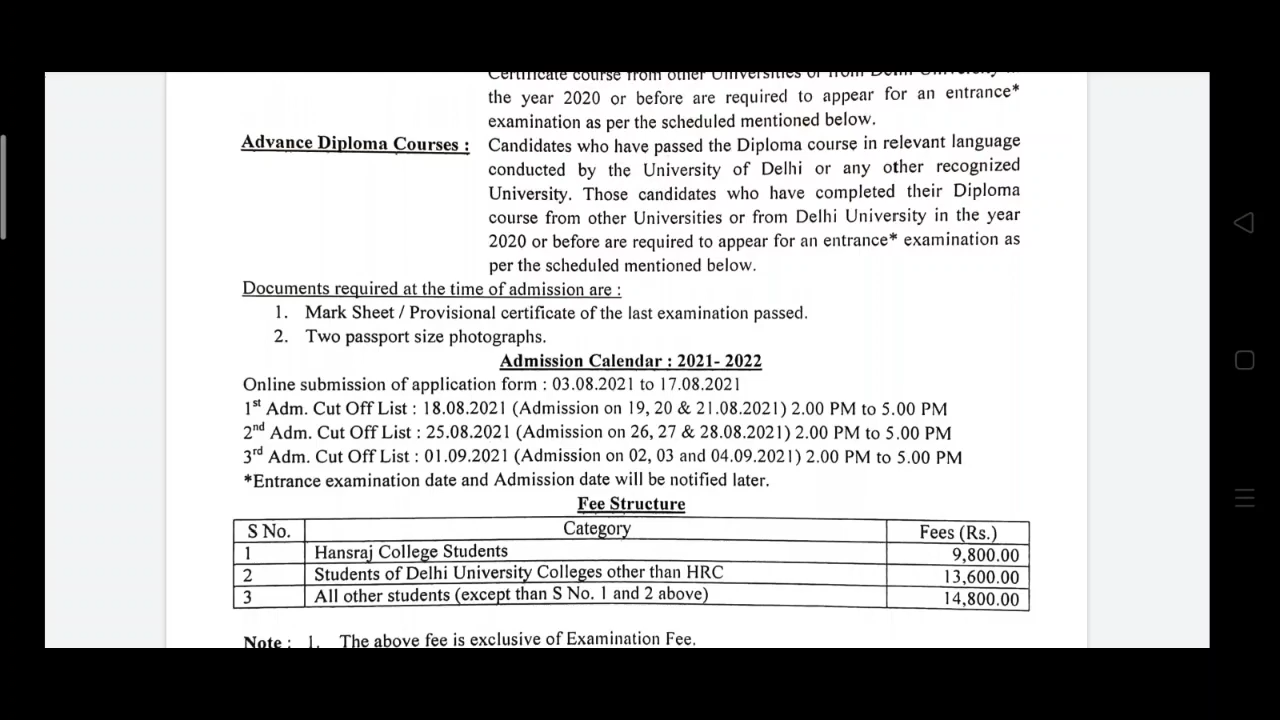 Certificate course from other Universities or from Delhi University
the year 2020 or before are required to appear for an entrance*
examination as per the scheduled mentioned below.
Advance Diploma Courses : Candidates who have passed the Diploma course in relevant language
conducted by the University of Delhi or any other recognized
University. Those candidates who have completed their Diploma
course from other Universities or from Delhi University in the year
2020 or before are required to appear for an entrance* examination as
per the scheduled mentioned below.
Documents required at the time of admission are :
1. Mark Sheet / Provisional certificate of the last examination passed.
2. Two passport size photographs.
Admission Calendar : 2021- 2022
Online submission of application form : 03.08.2021 to 17.08.2021
1st Adm. Cut Off List : 18.08.2021 (Admission on 19, 20 & 21.08.2021) 2.00 PM to 5.00 PM
2nd Adm. Cut Off List : 25.08.2021 (Admission on 26, 27 & 28.08.2021) 2.00 PM to 5.00 PM
3rd Adm. Cut Off List : 01.09.2021 (Admission on 02, 03 and 04.09.2021) 2.00 PM to 5.00 PM
*Entrance examination date and Admission date will be notified later.
Fee Structure
S No. Category Fees (Rs.)
1 Hansraj College Students 9,800.00
2 Students of Delhi University Colleges other than HRC 13,600.00
3 All other students (except than S No. 1 and 2 above) 14,800.00
Note : 1. The above fee is exclusive of Examination Fee.